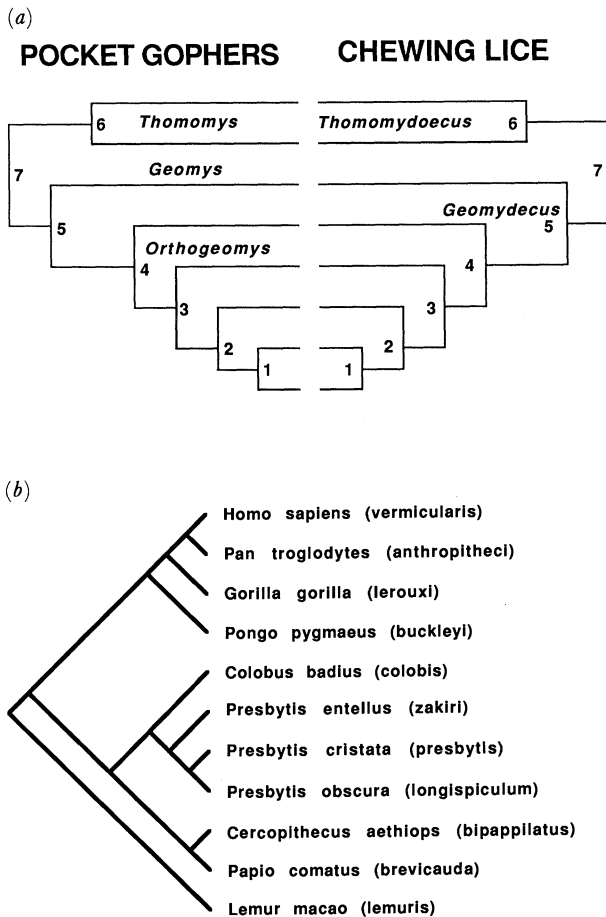 (a)
POCKET GOPHERS CHEWING LICE
6 Thomomys Thomomydoecus 6
7 Geomys 7
5 Geomydecus 5
Orthogeomys
4 4
3 3
2 2
1 1
(b)
Homo sapiens (vermicularis)
Pan troglodytes (anthropitheci)
Gorilla gorilla (lerouxi)
Pongo pygmaeus (buckleyi)
Colobus badius (colobis)
Presbytis entellus (zakiri)
Presbytis cristata (presbytis)
Presbytis obscura (longispiculum)
Cercopithecus aethiops (bipappilatus)
Papio comatus (brevicauda)
Lemur macao (lemuris)